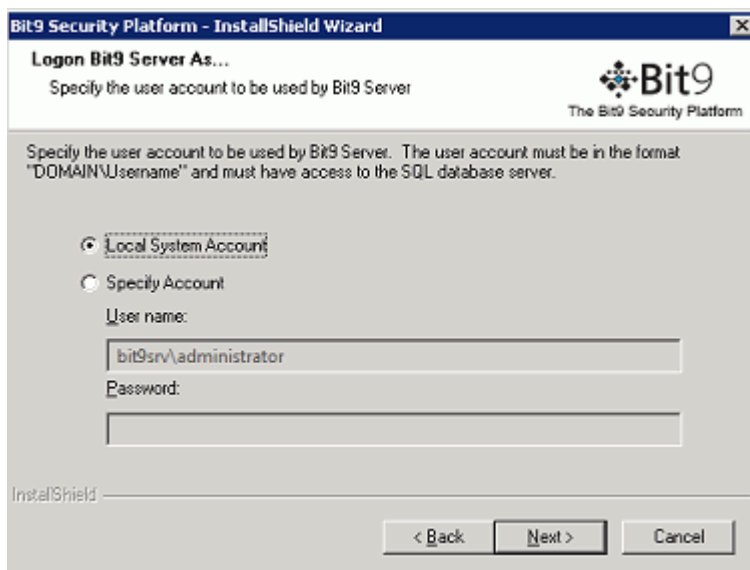 Bit9 Security Platform - InstallShield Wizard
Logon Bit9 Server As...
Specify the user account to be used by Bit9 Server
Bit9
The Bit9 Security Platform
Specify the user account to be used by Bit9 Server. The user account must be in the format
"DOMAIN\Username" and must have access to the SQL database server.
Local System Account
Specify Account
User name:
bit9srv\administrator
Password:
InstallShield
< Back
Next >
Cancel